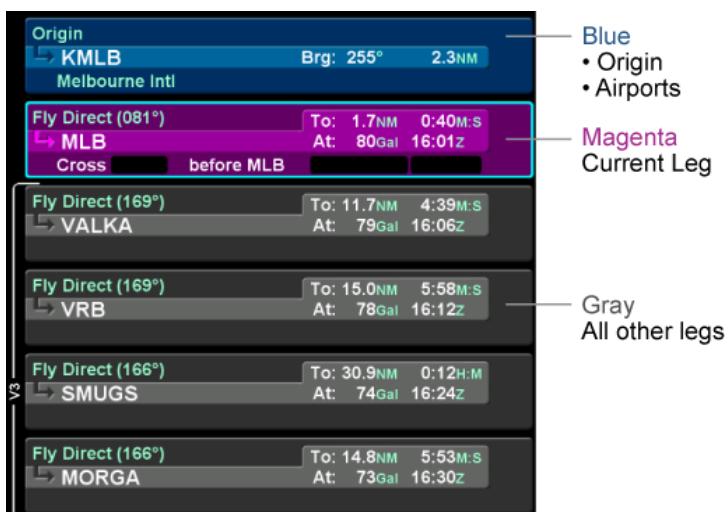 Origin
KMLB Brg: 255° 2.3NM
Melbourne Intl
Fly Direct (081°) To: 1.7NM 0:40M:S
MLB At: 80Gal 16:01Z
Cross before MLB
Fly Direct (169°) To: 11.7NM 4:39M:S
VALKA At: 79Gal 16:06Z
Fly Direct (169°) To: 15.0NM 5:58M:S
VRB At: 78Gal 16:12Z
Fly Direct (166°) To: 30.9NM 0:12H:M
V3
SMUGS At: 74Gal 16:24Z
Fly Direct (166°) To: 14.8NM 5:53M:S
MORGA At: 73Gal 16:30Z
Blue
• Origin
• Airports
Magenta
Current Leg
Gray
All other legs